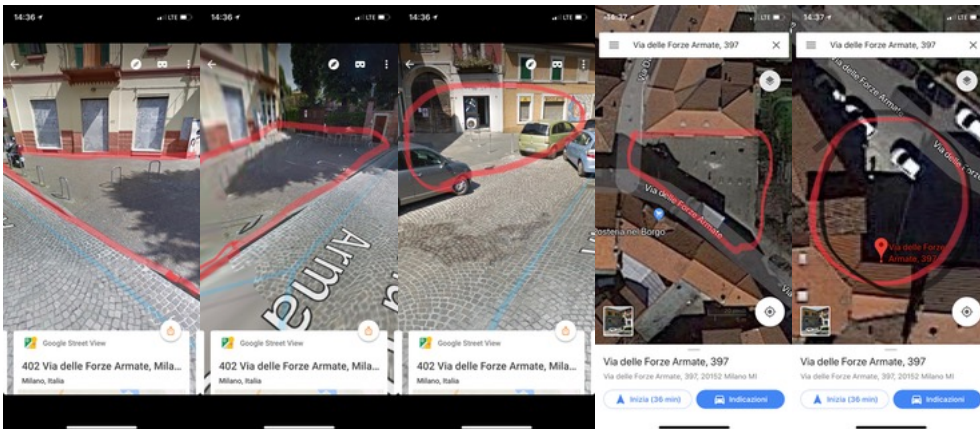 14:36
LTE
Arma
Google Street View
402 Via delle Forze Armate, Mila...
Milano, Italia
14:36
LTE
Arma
Google Street View
402 Via delle Forze Armate, Mila...
Milano, Italia
14:36
LTE
Google Street View
402 Via delle Forze Armate, Mila...
Milano, Italia
14:37
LTE
Via delle Forze Armate, 397
Via delle Forze Armate
Osteria nel Borgo
Via
Via delle Forze Armate, 397
Via delle Forze Armate, 397, 20152 Milano MI
Inizia (36 min)
Indicazioni
14:37
LTE
Via delle Forze Armate, 397
Via delle Forze Armate
Via delle Forze
Armate, 397
Via delle Forze Armate, 397
Via delle Forze Armate, 397, 20152 Milano MI
Inizia (36 min)
Indicazioni